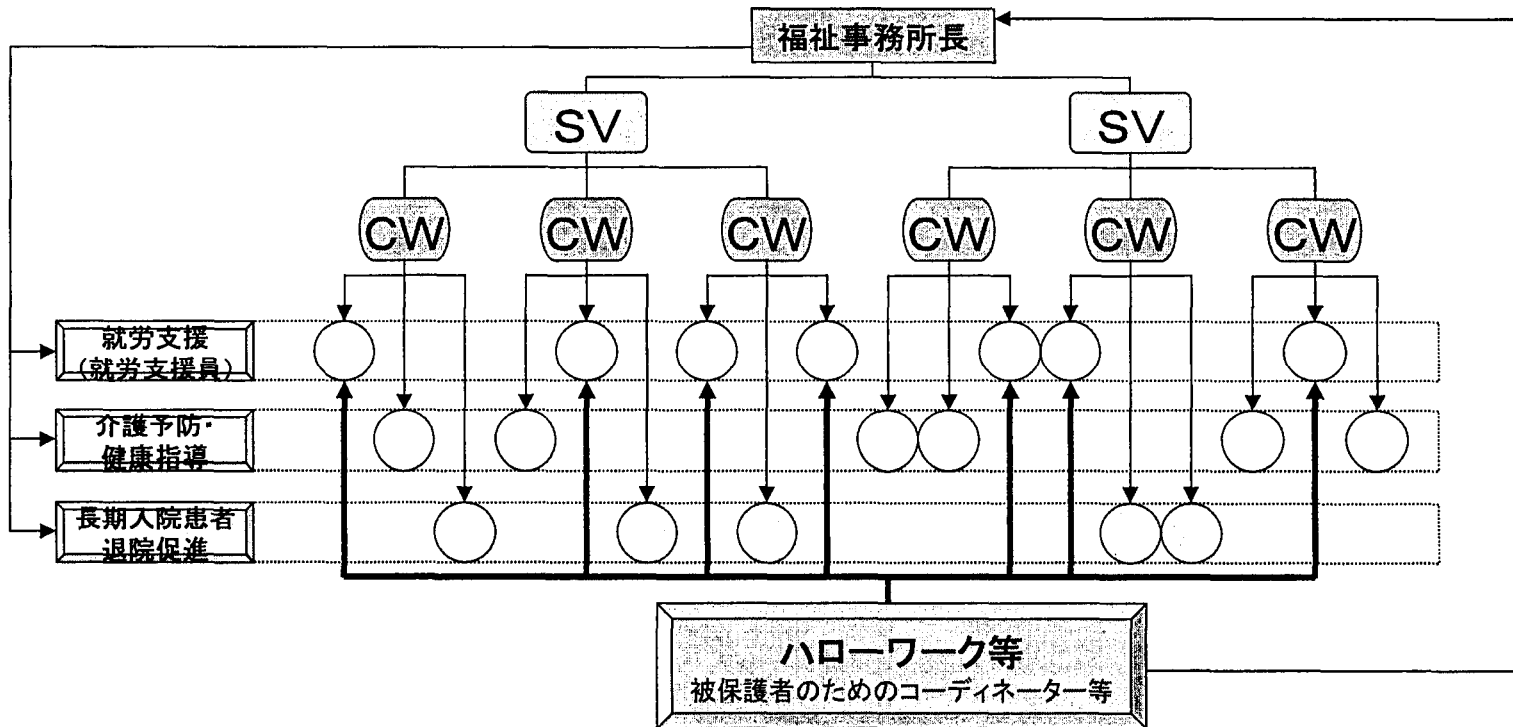 福祉事務所長
SV
SV
CW
CW
CW
CW
CW
CW
就労支援
(就労支援員)
介護予防・
健康指導
長期入院患者
退院促進
ハローワーク等
被保護者のためのコーディネーター等